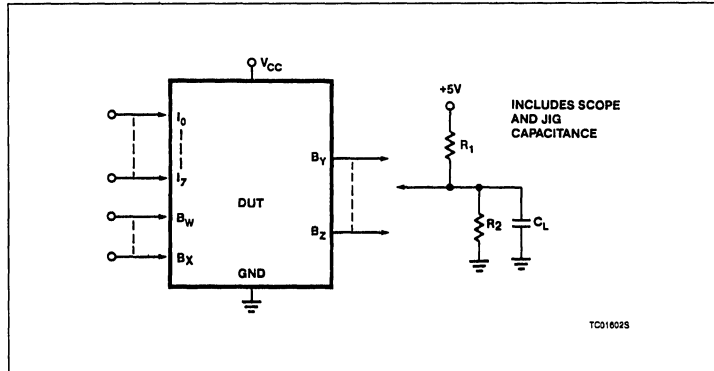 VCC
+5V
INCLUDES SCOPE
AND JIG
CAPACITANCE
I0
R1
BY
I7
DUT
BW
R2
CL
BZ
BX
GND
TC01602S